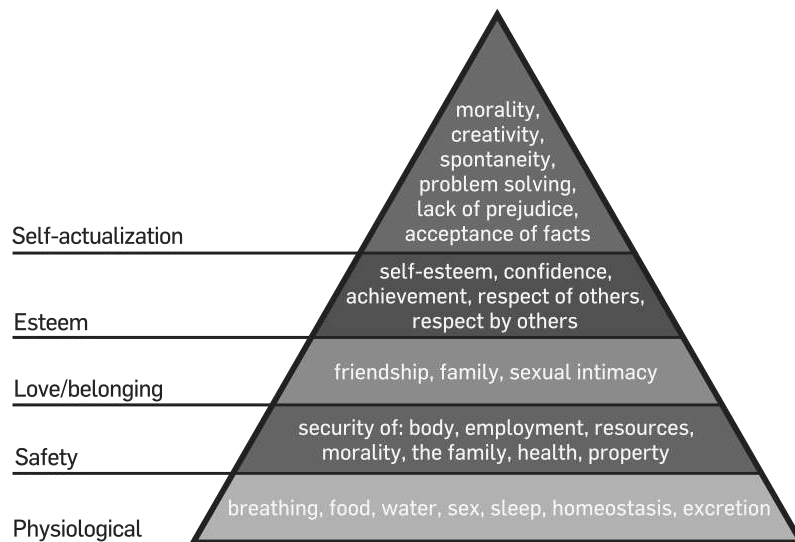 morality,
creativity,
spontaneity,
problem solving,
lack of prejudice,
acceptance of facts
Self-actualization
self-esteem, confidence,
achievement, respect of others,
respect by others
Esteem
friendship, family, sexual intimacy
Love/belonging
security of: body, employment, resources,
morality, the family, health, property
Safety
breathing, food, water, sex, sleep, homeostasis, excretion
Physiological